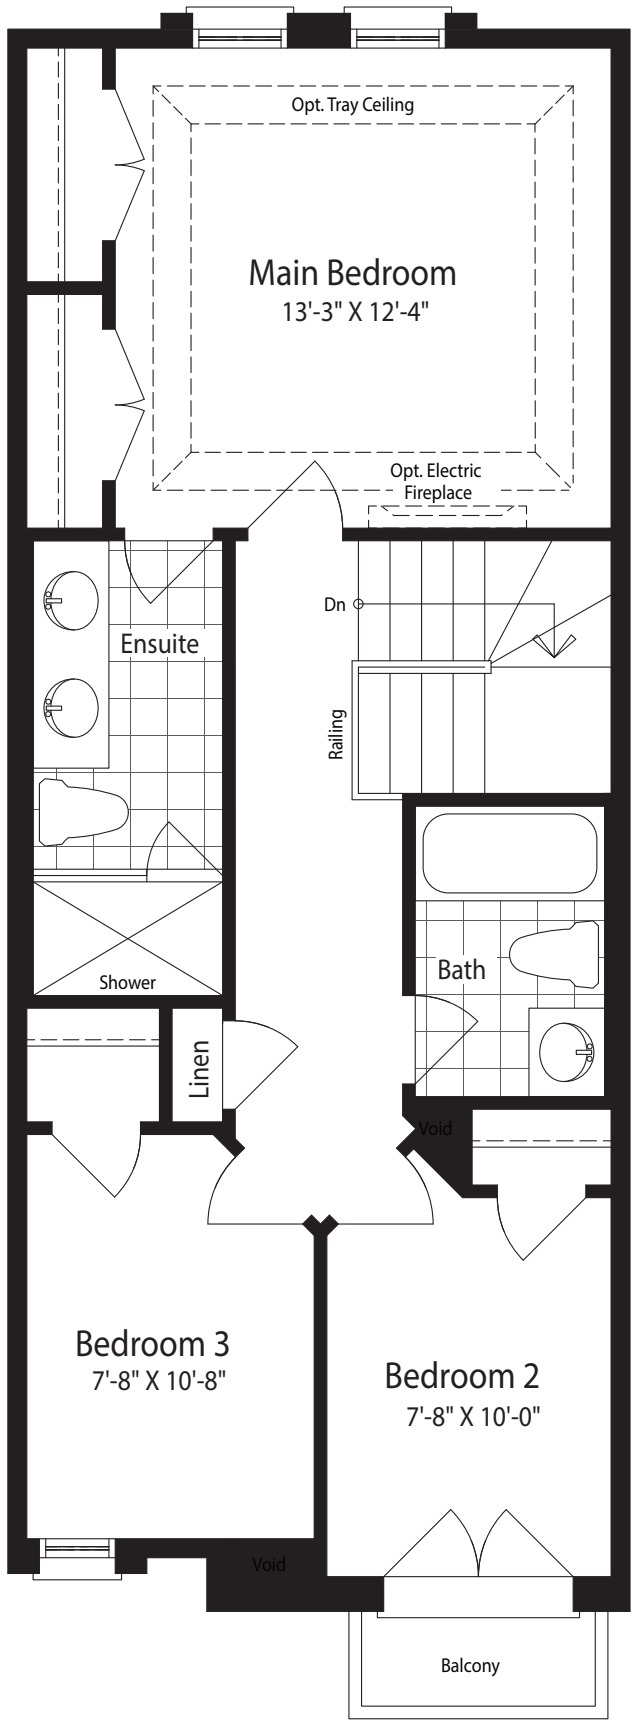 Opt. Tray Ceiling
Main Bedroom
13'-3" X 12'-4"
Opt. Electric
Fireplace
Dn
Ensuite
Railing
Bath
Shower
Linen
Void
Bedroom 3
7'-8" X 10'-8"
Bedroom 2
7'-8" X 10'-0"
Void
Balcony